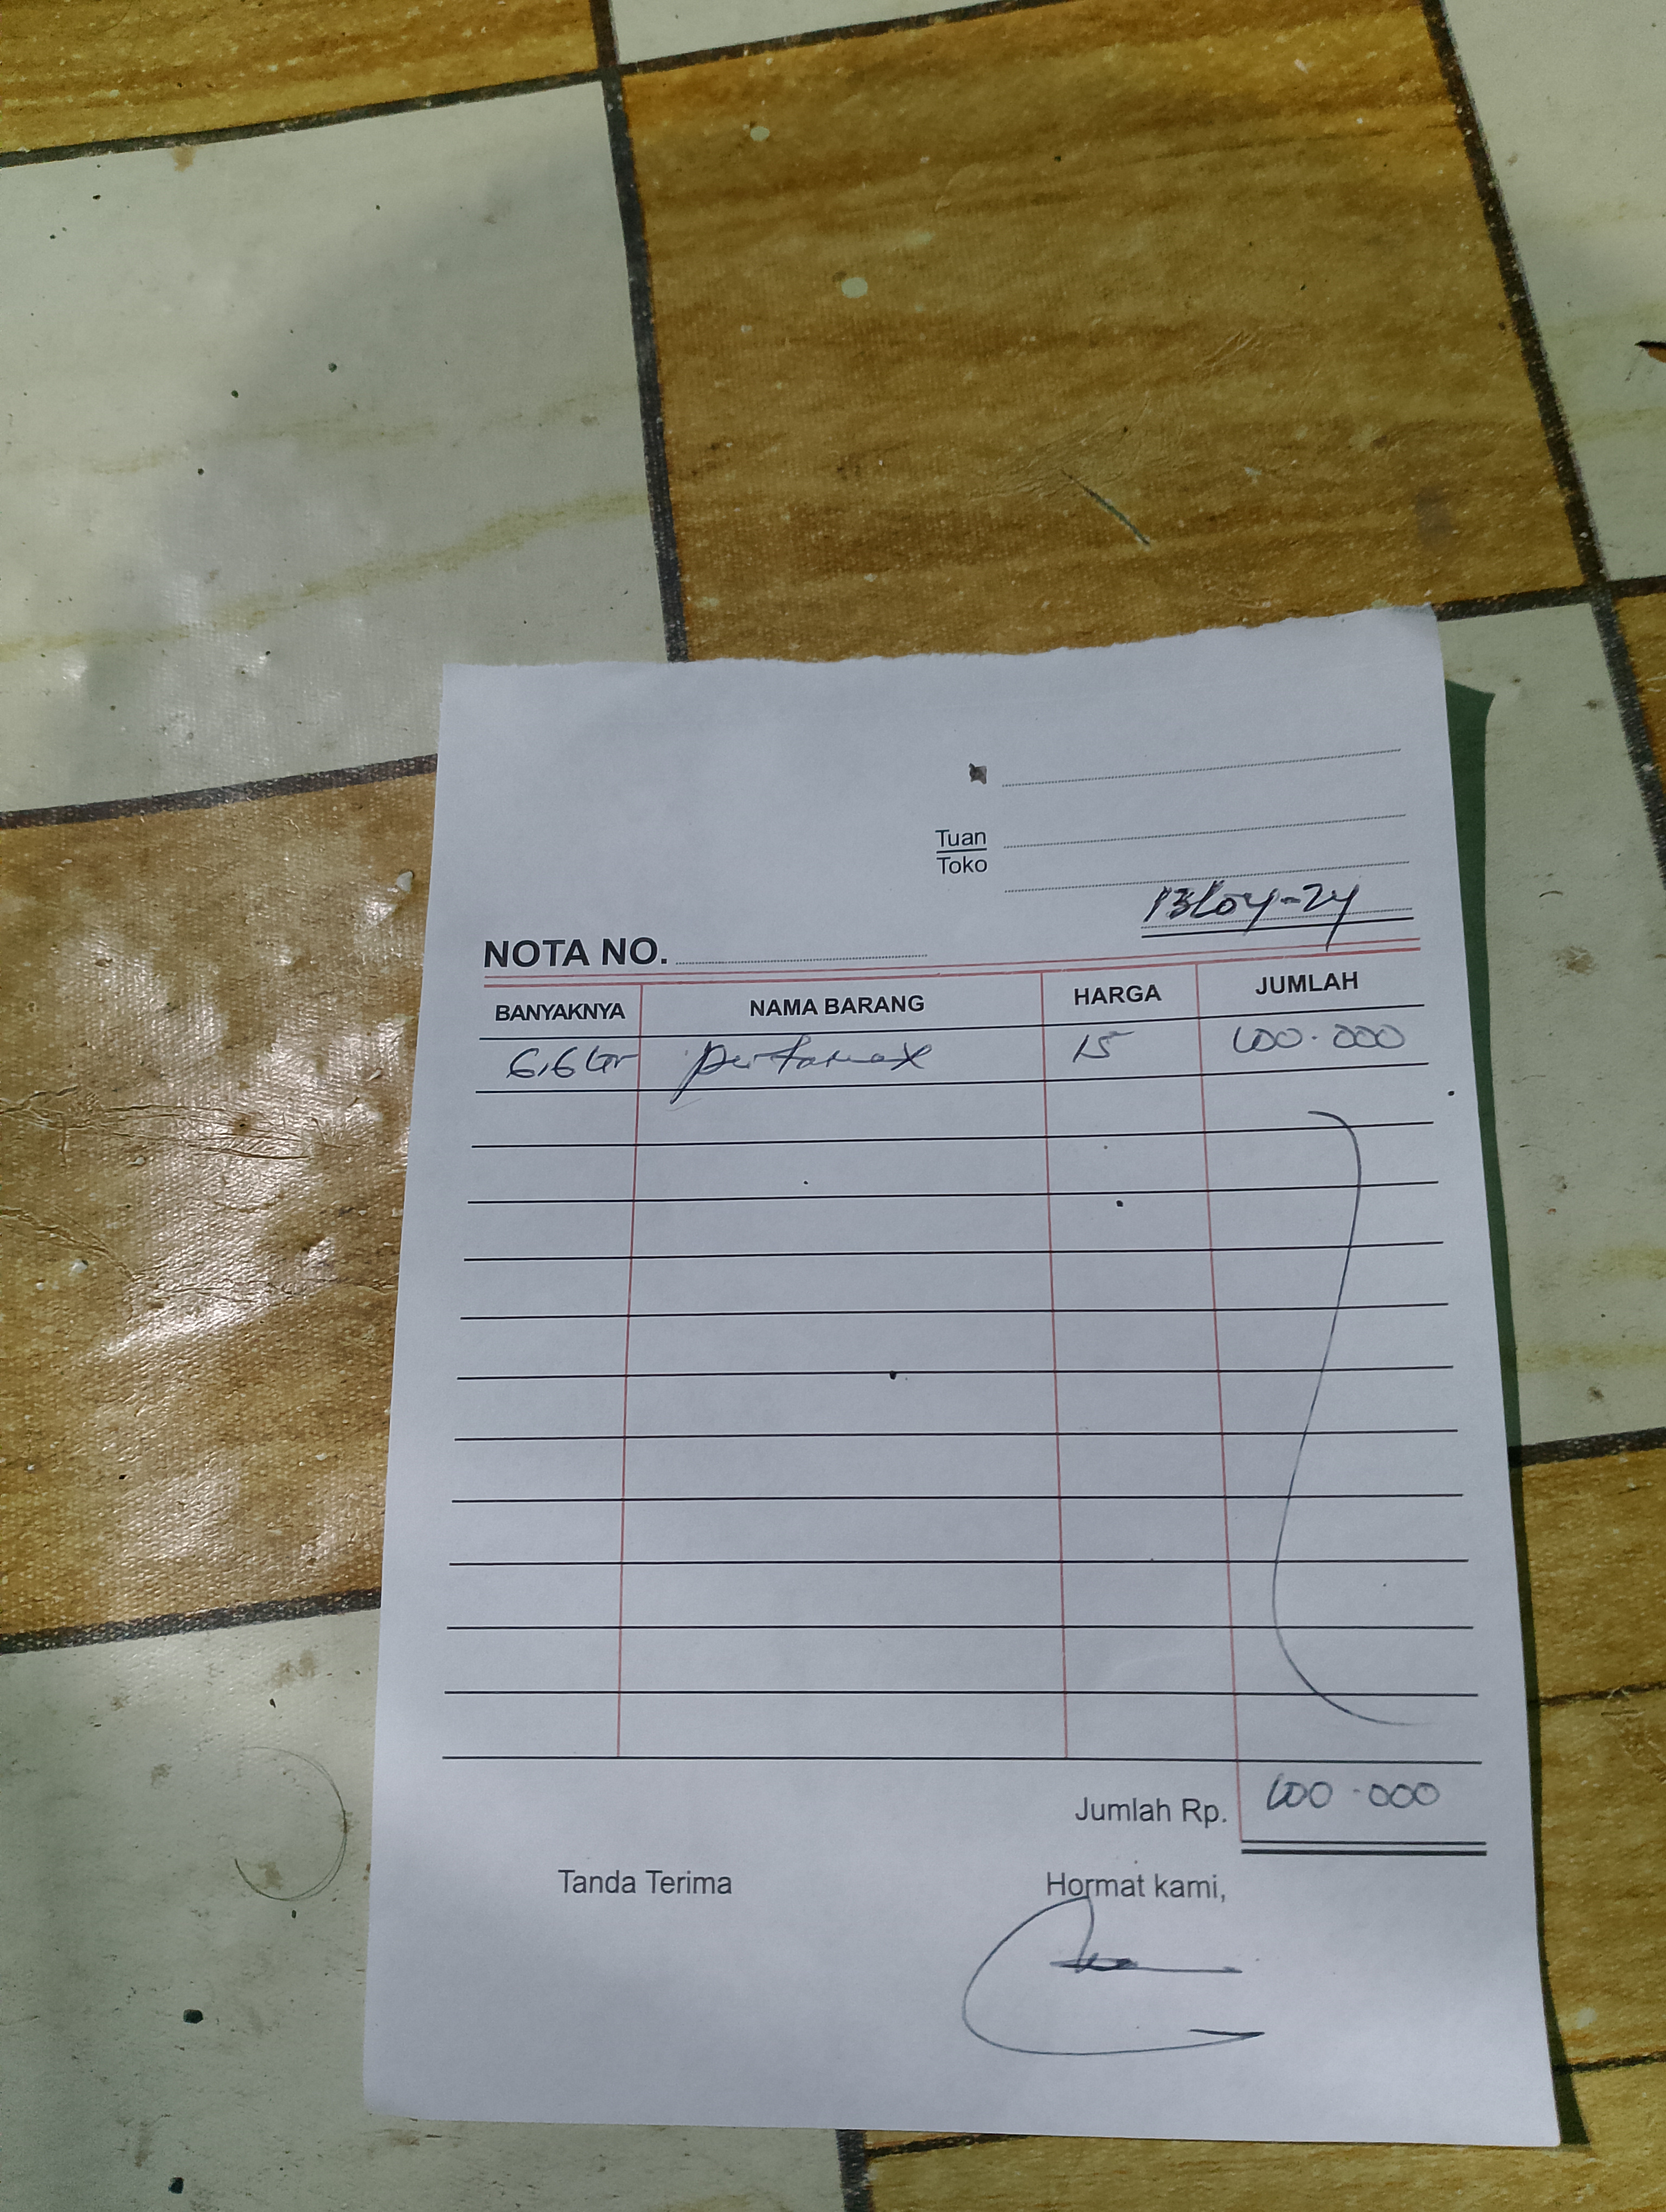 Tuan
Toko
13/04-24
NOTA NO.
BANYAKNYA NAMA BARANG HARGA JUMLAH
6,6 Ltr pertamax 15 100.000
Jumlah Rp. 100.000
Tanda Terima Hormat kami,